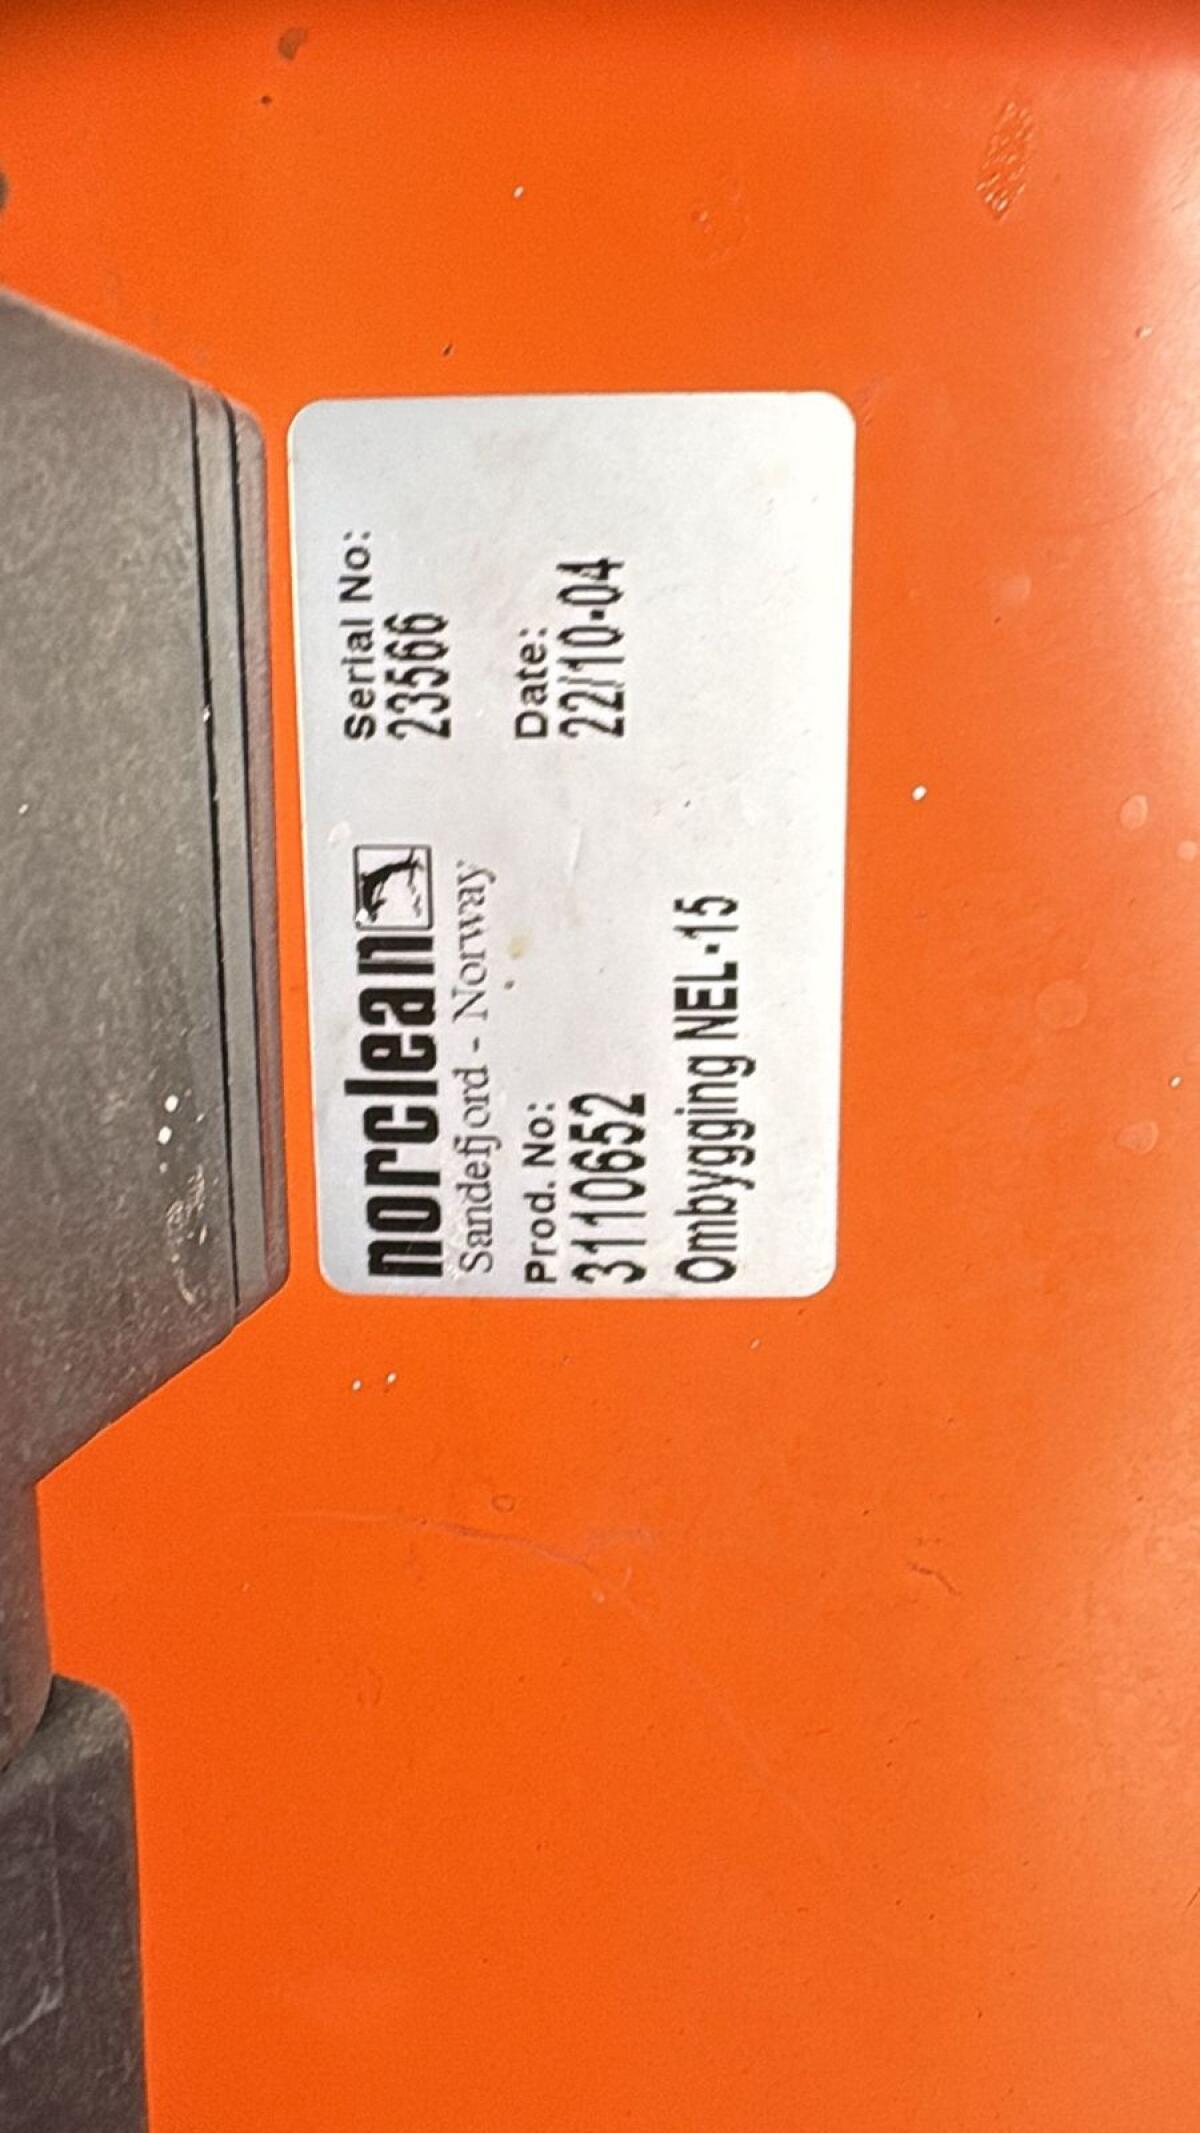 norclean
Sandefjord - Norway
Serial No:
23566
Prod. No:
3110652
Date:
22/10-04
Ombygging NEL-15